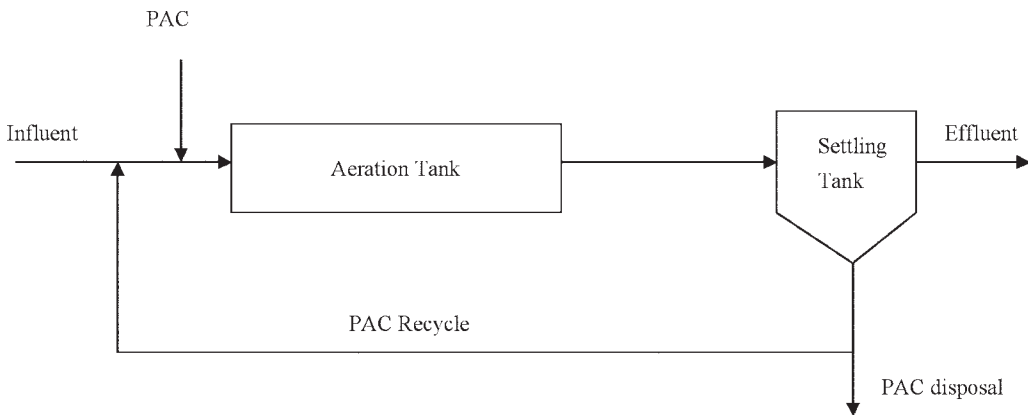 PAC
Influent
Aeration Tank
Settling
Tank
Effluent
PAC Recycle
PAC disposal